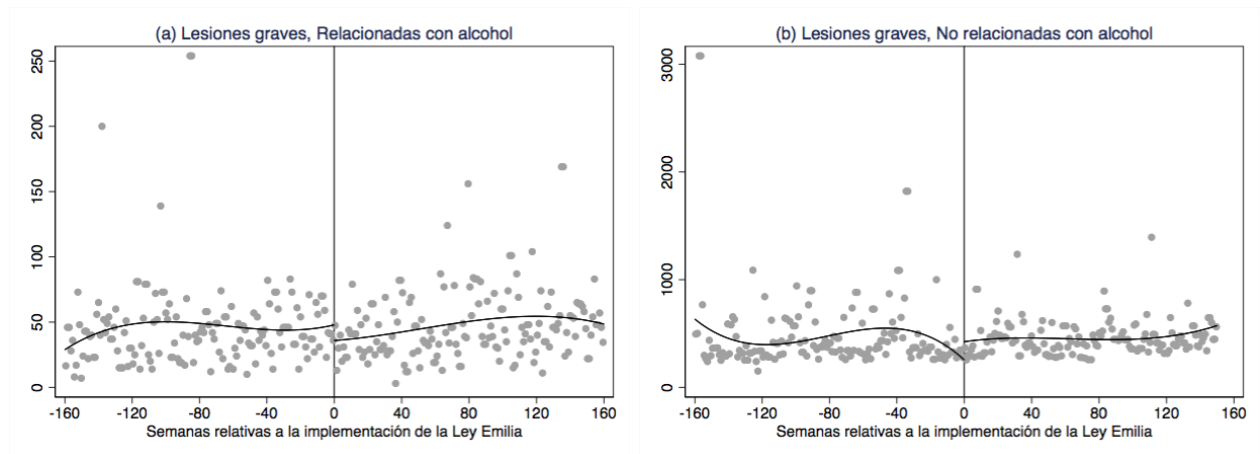 (a) Lesiones graves, Relacionadas con alcohol
250
200
150
100
50
0
-160 -120 -80 -40 0 40 80 120 160
Semanas relativas a la implementación de la Ley Emilia
(b) Lesiones graves, No relacionadas con alcohol
3000
2000
1000
0
-160 -120 -80 -40 0 40 80 120 160
Semanas relativas a la implementación de la Ley Emilia